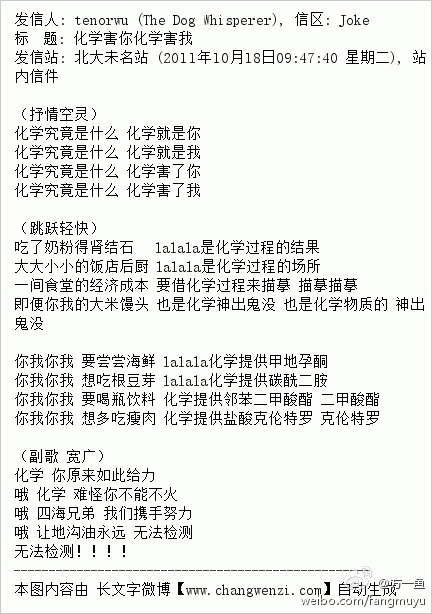 发信人: tenorwu (The Dog Whisperer), 信区: Joke
标　题: 化学害你化学害我
发信站: 北大未名站 (2011年10月18日09:47:40 星期二), 站
内信件
（抒情空灵）
化学究竟是什么 化学就是你
化学究竟是什么 化学就是我
化学究竟是什么 化学害了你
化学究竟是什么 化学害了我
（跳跃轻快）
吃了奶粉得肾结石　lalala是化学过程的结果
大大小小的饭店后厨 lalala是化学过程的场所
一间食堂的经济成本 要借化学过程来描摹 描摹描摹
即便你我的大米馒头 也是化学神出鬼没 也是化学物质的 神出
鬼没
你我你我 要尝尝海鲜 lalala化学提供甲地孕酮
你我你我 想吃根豆芽 lalala化学提供碳酰二胺
你我你我 要喝瓶饮料 化学提供邻苯二甲酸酯 二甲酸酯
你我你我 想多吃瘦肉 化学提供盐酸克伦特罗 克伦特罗
（副歌 宽广）
化学 你原来如此给力
哦 化学 难怪你不能不火
哦 四海兄弟 我们携手努力
哦 让地沟油永远 无法检测
无法检测！！！！
本图内容由 长文字微博【www.changwenzi.com】自动生成
@方一鱼
weibo.com/fangmuyu